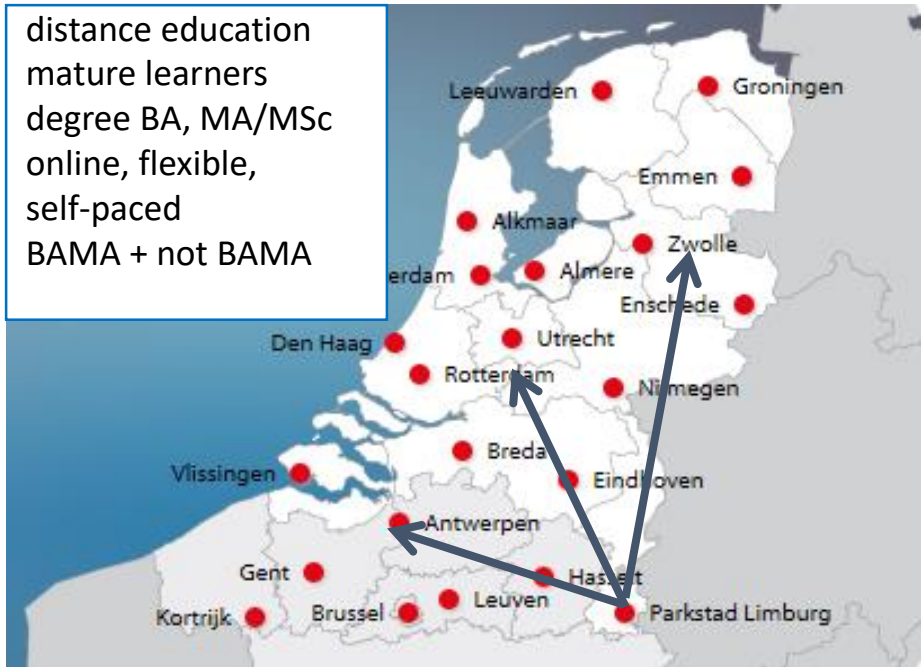 distance education
mature learners
degree BA, MA/MSc
online, flexible,
self-paced
BAMA + not BAMA
Leeuwarden
Groningen
Emmen
Alkmaar
Zwolle
erdam
Almere
Enschede
Den Haag
Utrecht
Rotterdam
Nijmegen
Breda
Vlissingen
Eindhoven
Antwerpen
Gent
Hasselt
Leuven
Kortrijk
Brussel
Parkstad Limburg